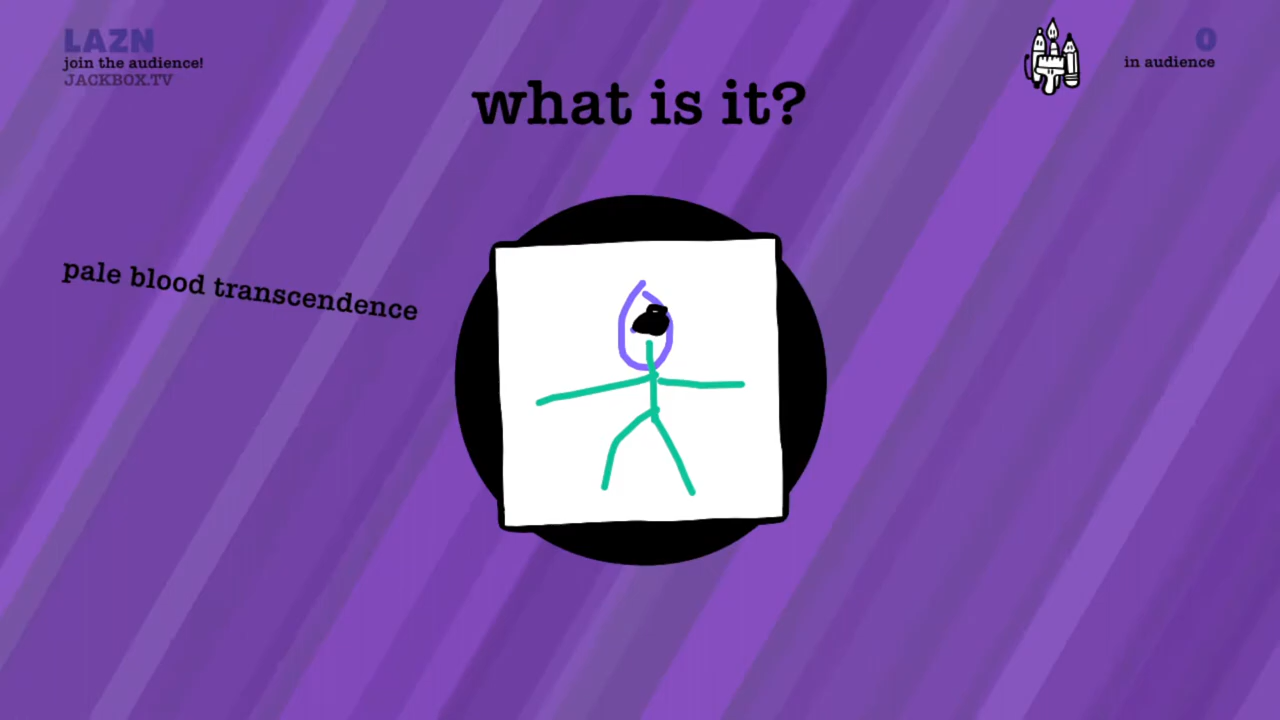 LAZN
join the audience!
JACKBOX.TV
0
in audience
what is it?
pale blood transcendence